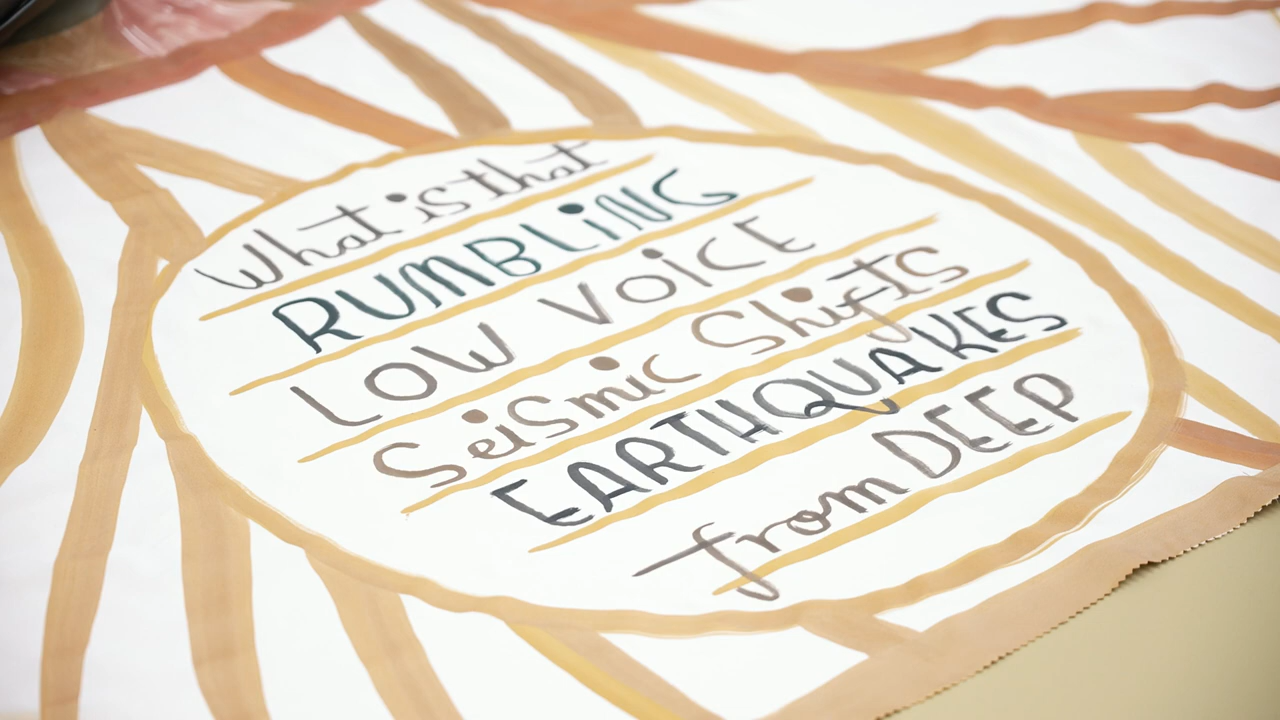 What is that
RUMBLiNG
LOW VOiCE
SeiSmic Shifts
EARTHQUAKES
from DEEP